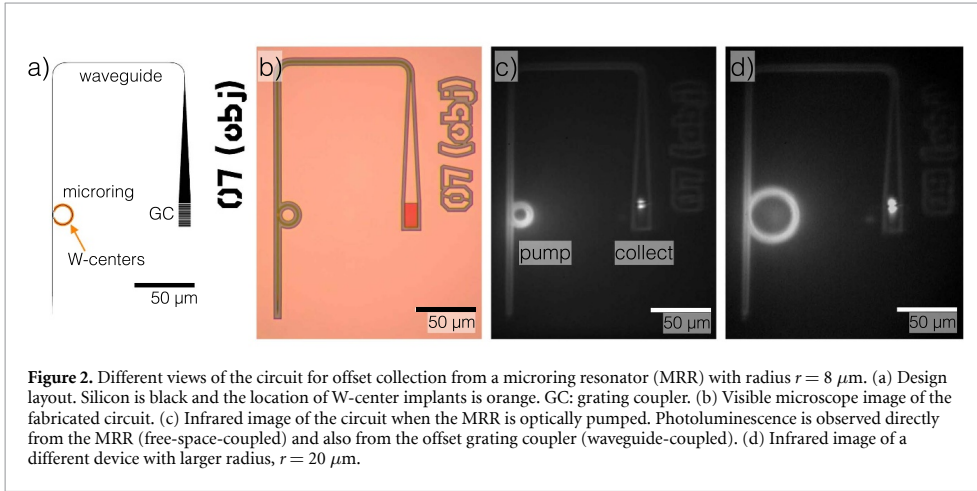 a)
waveguide
microring
GC
W-centers
50 µm
07 (obj)
b)
07 (obj)
50 µm
c)
pump
collect
50 µm
d)
50 µm
Figure 2. Different views of the circuit for offset collection from a microring resonator (MRR) with radius r = 8 µm. (a) Design
layout. Silicon is black and the location of W-center implants is orange. GC: grating coupler. (b) Visible microscope image of the
fabricated circuit. (c) Infrared image of the circuit when the MRR is optically pumped. Photoluminescence is observed directly
from the MRR (free-space-coupled) and also from the offset grating coupler (waveguide-coupled). (d) Infrared image of a
different device with larger radius, r = 20 µm.